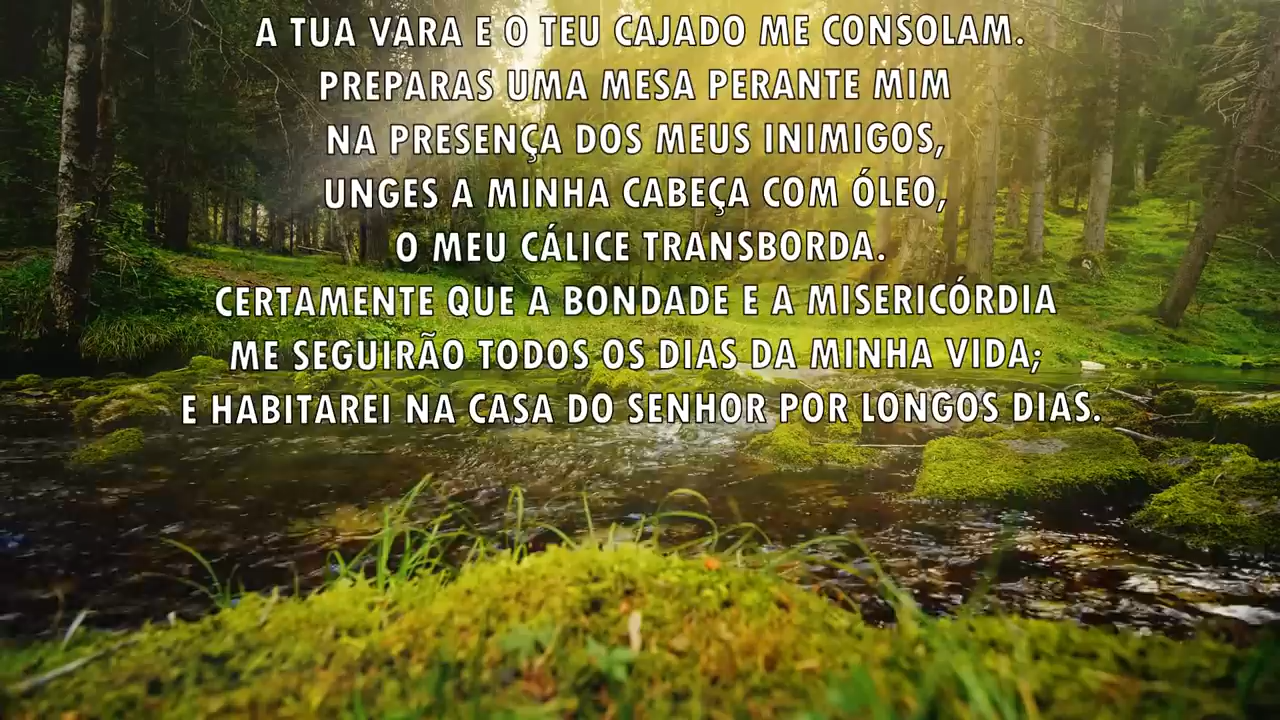 A TUA VARA E O TEU CAJADO ME CONSOLAM.
PREPARAS UMA MESA PERANTE MIM
NA PRESENÇA DOS MEUS INIMIGOS,
UNGES A MINHA CABEÇA COM ÓLEO,
O MEU CÁLICE TRANSBORDA.
CERTAMENTE QUE A BONDADE E A MISERICÓRDIA
ME SEGUIRÃO TODOS OS DIAS DA MINHA VIDA;
E HABITAREI NA CASA DO SENHOR POR LONGOS DIAS.